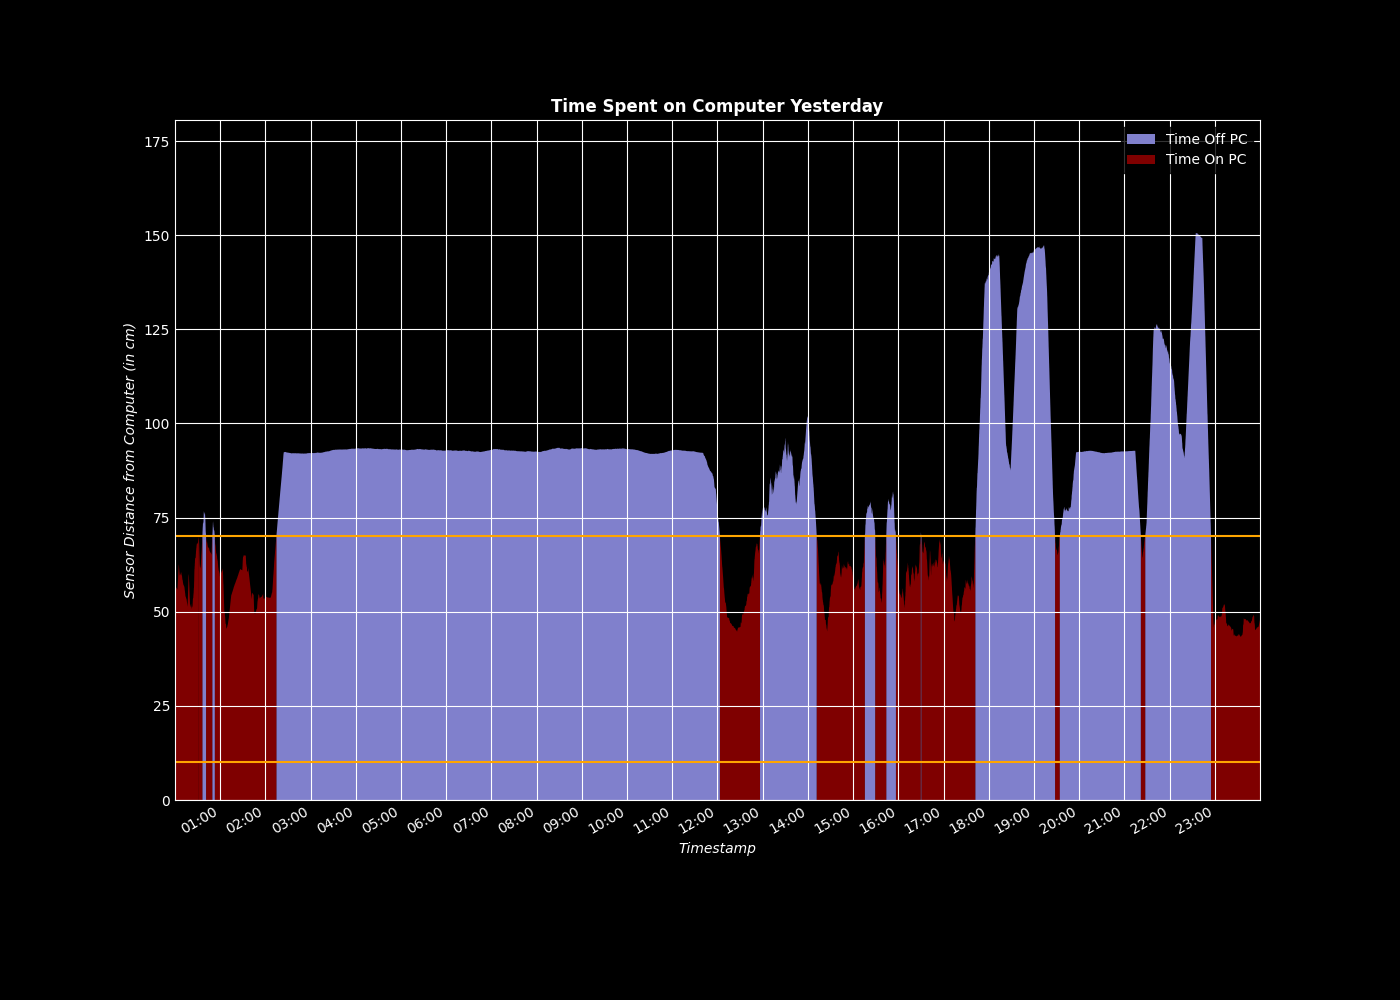 Time Spent on Computer Yesterday
Time Off PC
Time On PC
Sensor Distance from Computer (in cm)
175
150
125
100
75
50
25
0
01:00 02:00 03:00 04:00 05:00 06:00 07:00 08:00 09:00 10:00 11:00 12:00 13:00 14:00 15:00 16:00 17:00 18:00 19:00 20:00 21:00 22:00 23:00
Timestamp